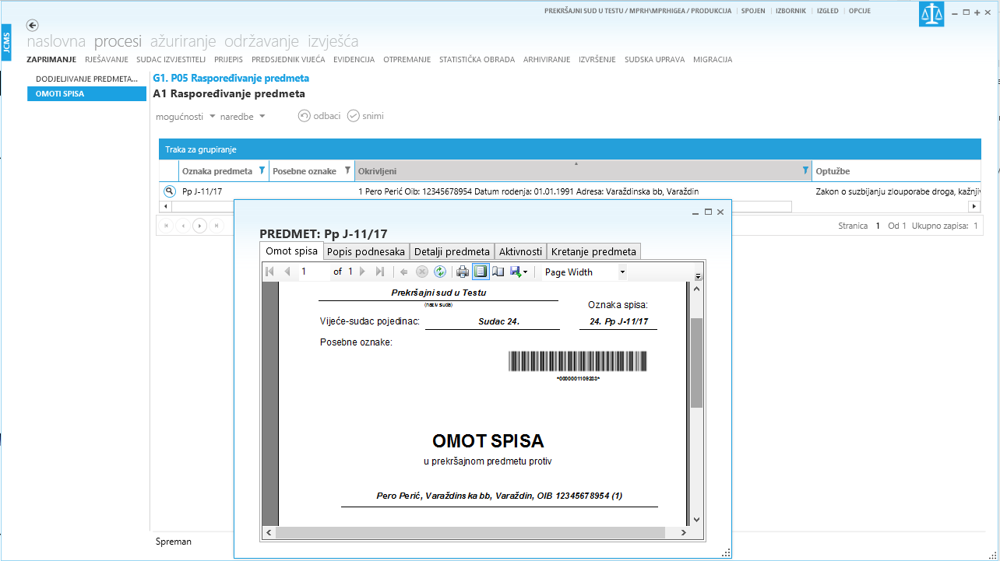 PREKRŠAJNI SUD U TESTU / MPRH\MPRHIGEA / PRODUKCIJA | SPOJEN | IZBORNIK | IZGLED | OPCIJE
JCMS
naslovna procesi ažuriranje održavanje izvješća
ZAPRIMANJE RJEŠAVANJE SUDAC IZVJESTITELJ PRIJEPIS PREDSJEDNIK VIJEĆA EVIDENCIJA OTPREMANJE STATISTIČKA OBRADA ARHIVIRANJE IZVRŠENJE SUDSKA UPRAVA MIGRACIJA
DODJELJIVANJE PREDMETA...
OMOTI SPISA
G1. P05 Raspoređivanje predmeta
A1 Raspoređivanje predmeta
mogućnosti naredbe odbaci snimi
Traka za grupiranje
Oznaka predmeta Posebne oznake Okrivljeni Optužbe
Pp J-11/17 1 Pero Perić Oib: 12345678954 Datum rođenja: 01.01.1991 Adresa: Varaždinska bb, Varaždin Zakon o suzbijanju zlouporabe droga, kažnjiv
Stranica 1 Od 1 Ukupno zapisa: 1
PREDMET: Pp J-11/17
Omot spisa Popis podnesaka Detalji predmeta Aktivnosti Kretanje predmeta
1 of 1 Page Width
Prekršajni sud u Testu
(naziv suda)
Oznaka spisa:
Vijeće-sudac pojedinac: Sudac 24. 24. Pp J-11/17
Posebne oznake:
*0000001109283*
OMOT SPISA
u prekršajnom predmetu protiv
Pero Perić, Varaždinska bb, Varaždin, OIB 12345678954 (1)
Spreman